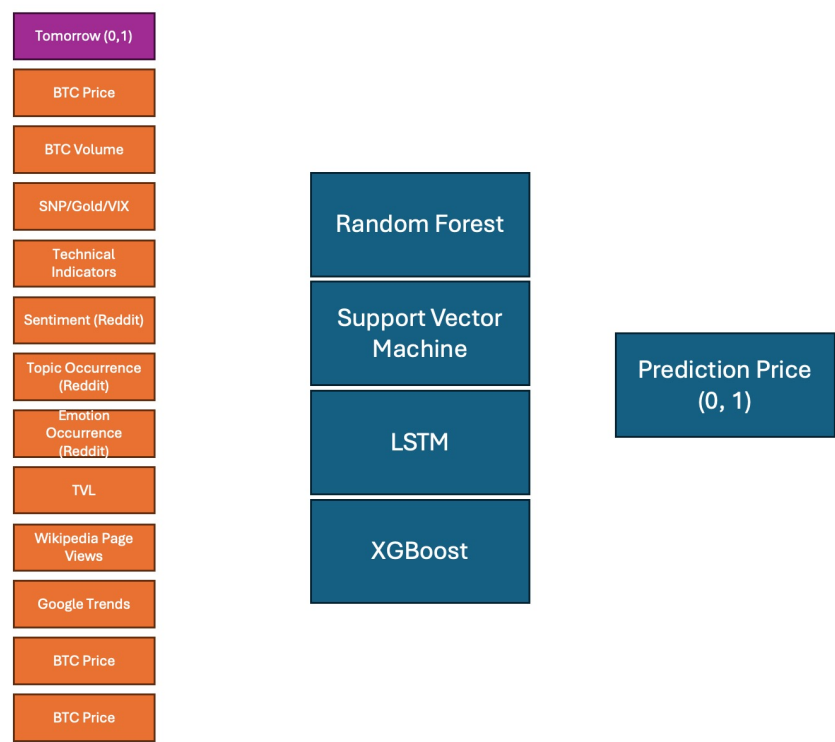 Tomorrow (0,1)
BTC Price
BTC Volume
SNP/Gold/VIX
Technical
Indicators
Sentiment (Reddit)
Topic Occurrence
(Reddit)
Emotion
Occurrence
(Reddit)
TVL
Wikipedia Page
Views
Google Trends
BTC Price
BTC Price
Random Forest
Support Vector
Machine
LSTM
XGBoost
Prediction Price
(0, 1)